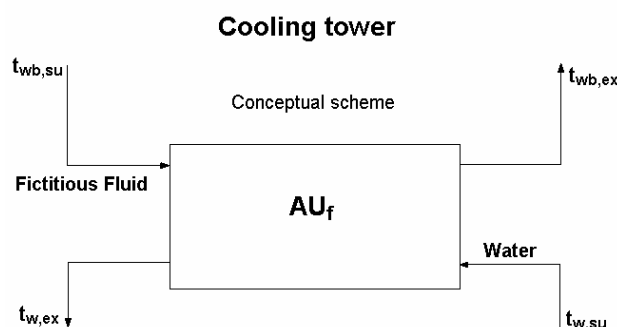 Cooling tower
t_wb,su
t_wb,ex
Conceptual scheme
Fictitious Fluid
AU_f
Water
t_w,ex
t_w,su